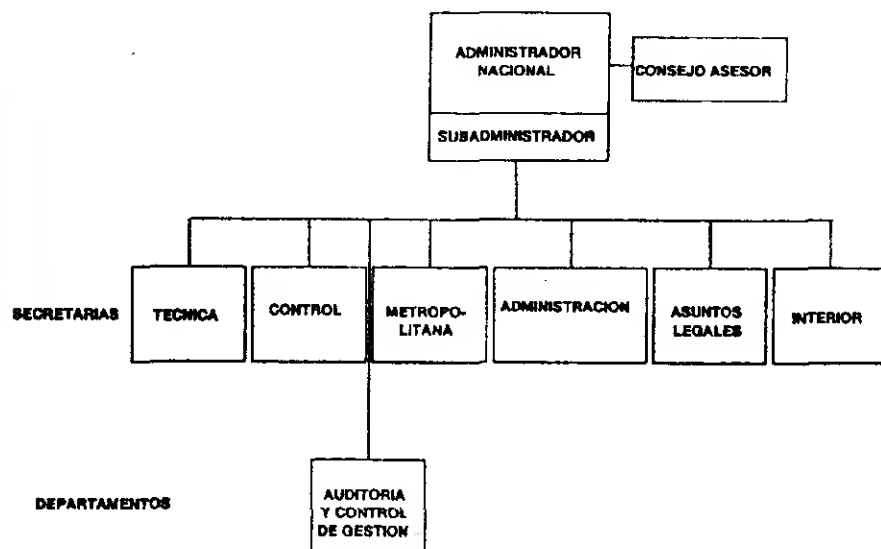 ADMINISTRADOR
NACIONAL
CONSEJO ASESOR
SUBADMINISTRADOR
SECRETARIAS
TECNICA
CONTROL
METROPO-
LITANA
ADMINISTRACION
ASUNTOS
LEGALES
INTERIOR
DEPARTAMENTOS
AUDITORIA
Y CONTROL
DE GESTION